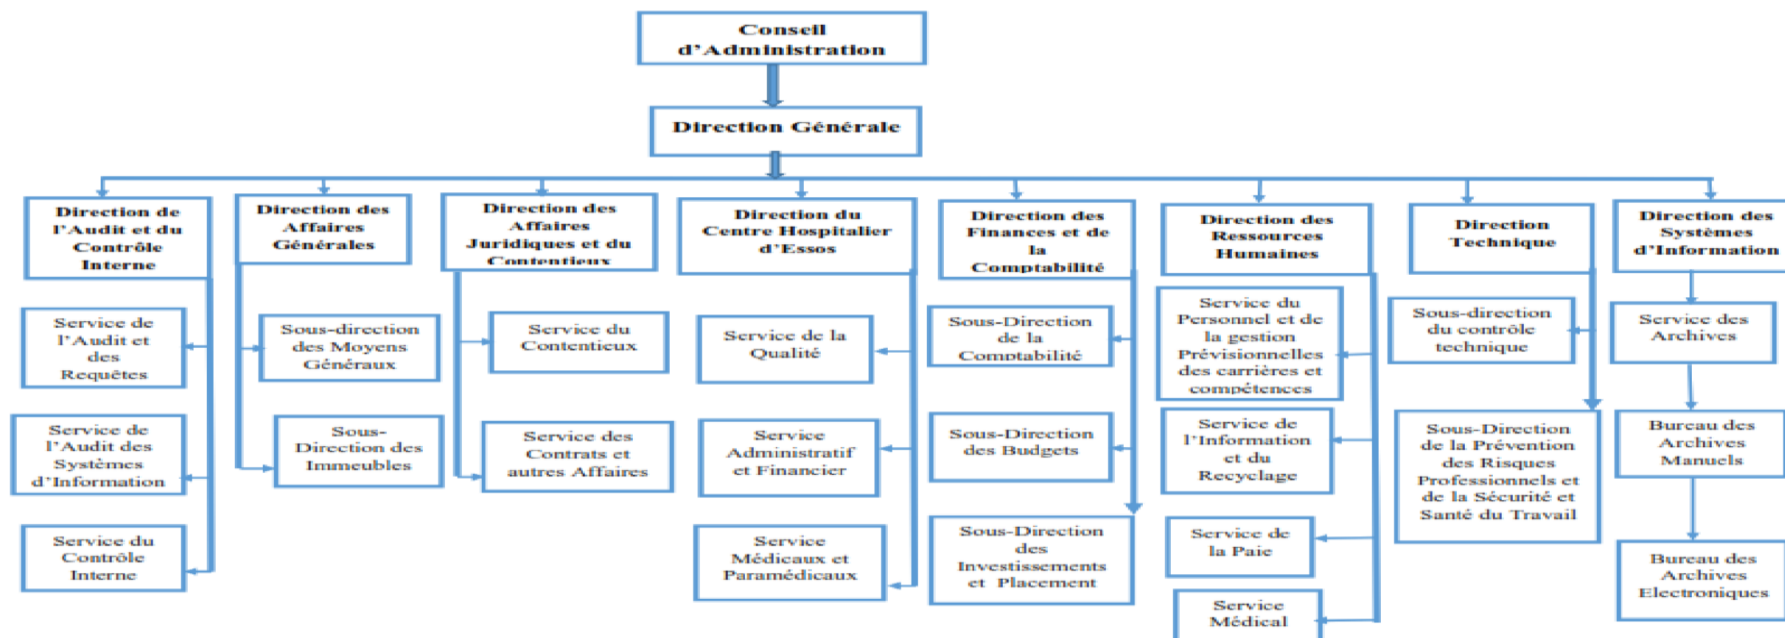 Conseil
d'Administration
Direction Générale
Direction de
l'Audit et du
Contrôle
Interne
Service de
l'Audit et
des
Requêtes
Service de
l'Audit des
Systèmes
d'Information
Service du
Contrôle
Interne
Direction des
Affaires
Générales
Sous-direction
des Moyens
Généraux
Sous-
Direction des
Immeubles
Direction des
Affaires
Juridiques et du
Contentieux
Service du
Contentieux
Service des
Contrats et
autres Affaires
Direction du
Centre Hospitalier
d'Essos
Service de la
Qualité
Service
Administratif
et Financier
Service
Médicaux et
Paramédicaux
Direction des
Finances et de
la
Comptabilité
Sous-Direction
de la
Comptabilité
Sous-Direction
des Budgets
Sous-Direction
des
Investissements
et Placement
Direction des
Ressources
Humaines
Service du
Personnel et de
la gestion
Prévisionnelles
des carrières et
compétences
Service de
l'Information
et du
Recyclage
Service de
la Paie
Service
Médical
Direction
Technique
Sous-direction
du contrôle
technique
Sous-Direction
de la Prévention
des Risques
Professionnels et
de la Sécurité et
Santé du Travail
Direction des
Systèmes
d'Information
Service des
Archives
Bureau des
Archives
Manuels
Bureau des
Archives
Electroniques